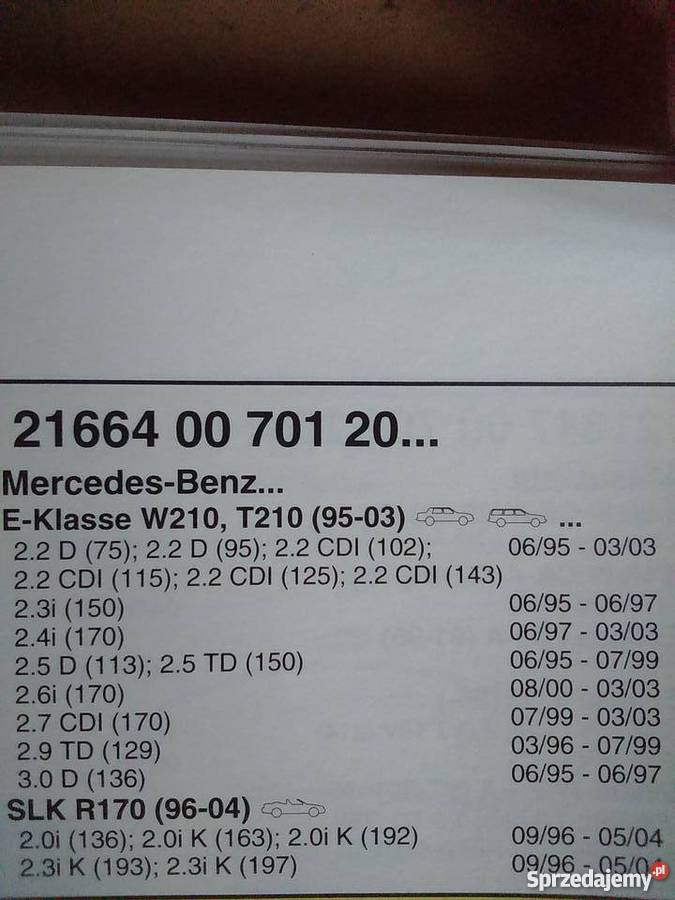 21664 00 701 20...
Mercedes-Benz...
E-Klasse W210, T210 (95-03) ...
2.2 D (75); 2.2 D (95); 2.2 CDI (102); 06/95 - 03/03
2.2 CDI (115); 2.2 CDI (125); 2.2 CDI (143)
2.3i (150) 06/95 - 06/97
2.4i (170) 06/97 - 03/03
2.5 D (113); 2.5 TD (150) 06/95 - 07/99
2.6i (170) 08/00 - 03/03
2.7 CDI (170) 07/99 - 03/03
2.9 TD (129) 03/96 - 07/99
3.0 D (136) 06/95 - 06/97
SLK R170 (96-04)
2.0i (136); 2.0i K (163); 2.0i K (192) 09/96 - 05/04
2.3i K (193); 2.3i K (197) 09/96 - 05/04
Sprzedajemy.pl